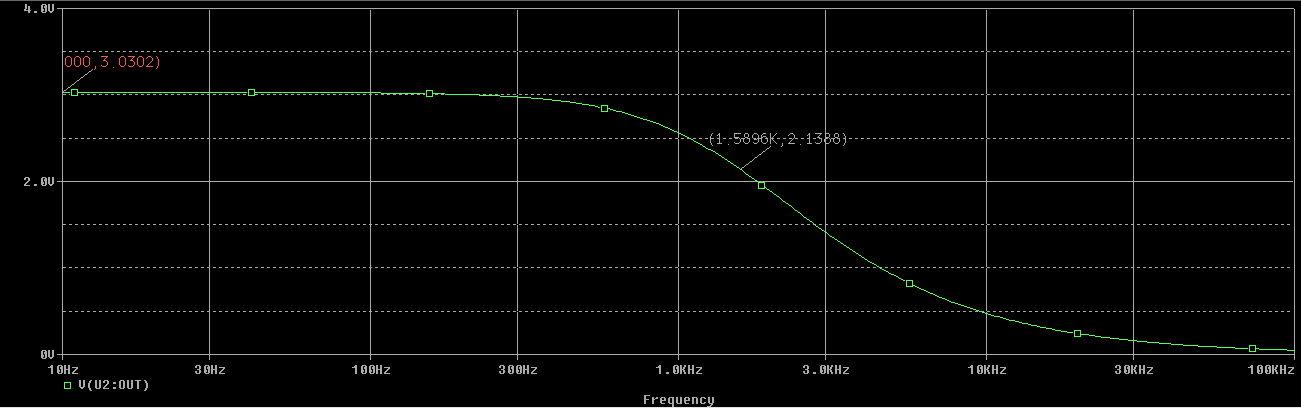 4.0V
000,3.0302)
(1.5896K,2.1388)
2.0V
0V
10Hz 30Hz 100Hz 300Hz 1.0KHz 3.0KHz 10KHz 30KHz 100KHz
V(U2:OUT)
Frequency